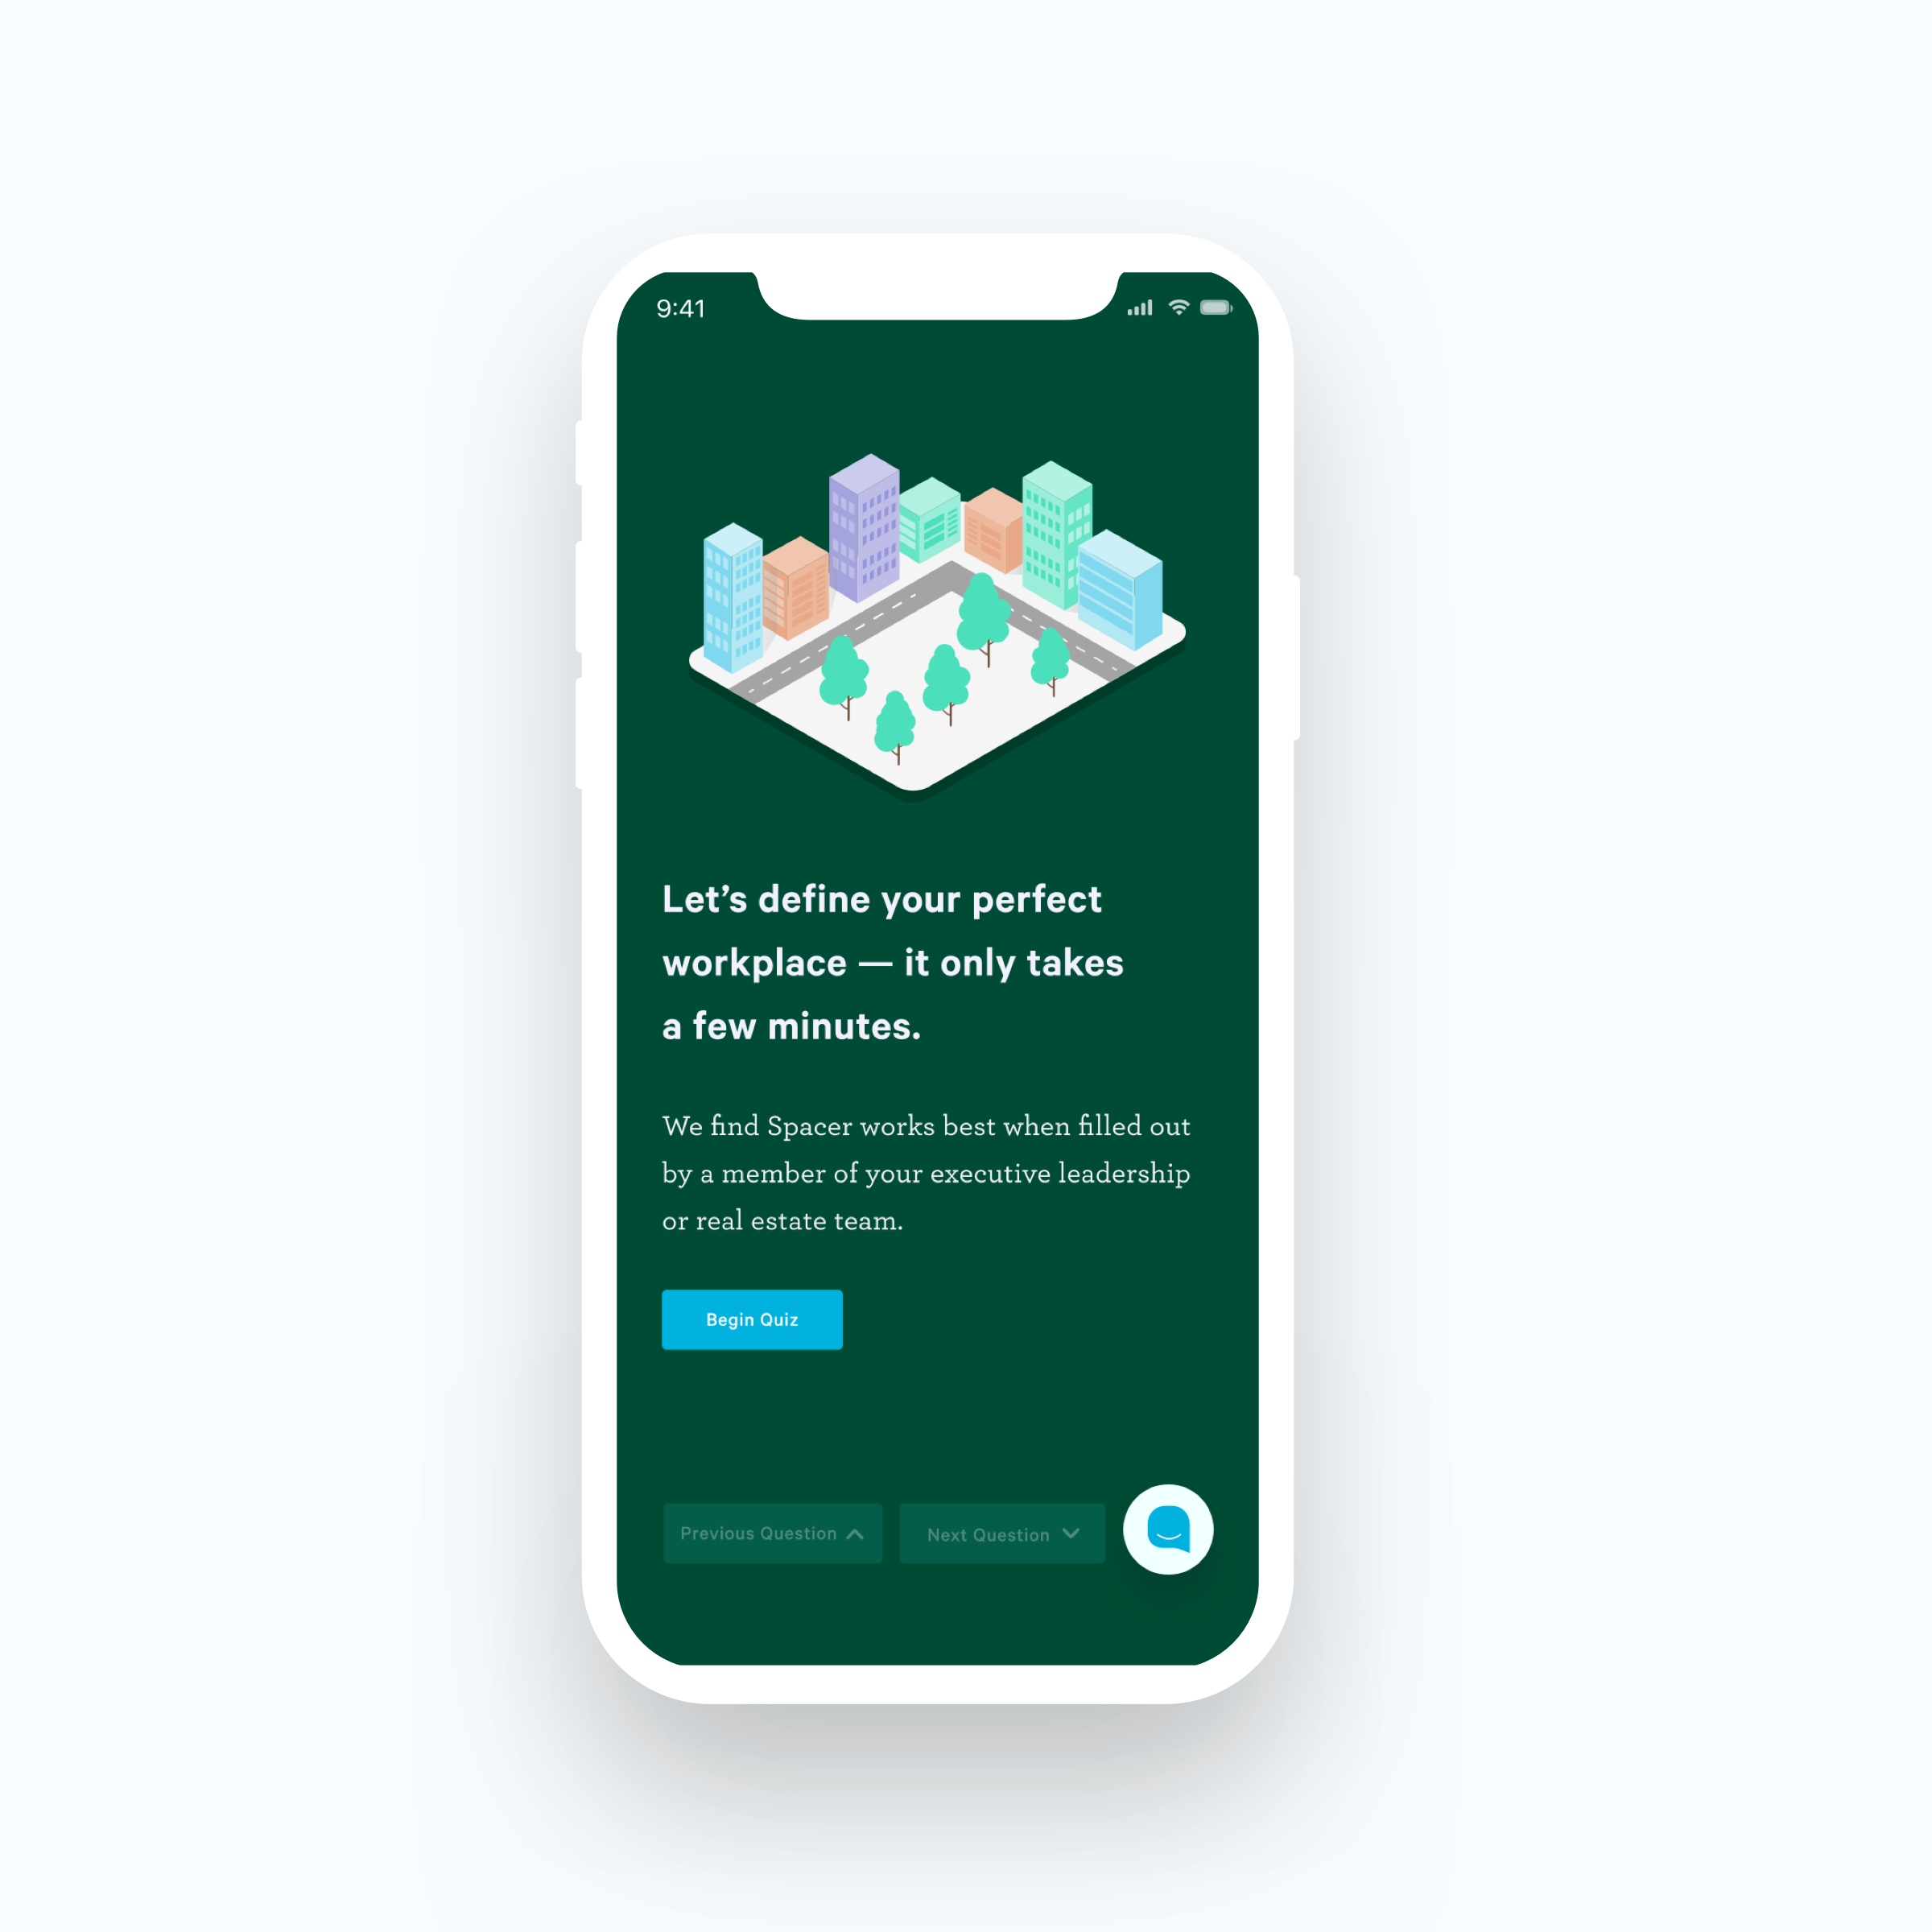 9:41
Let’s define your perfect
workplace — it only takes
a few minutes.
We find Spacer works best when filled out
by a member of your executive leadership
or real estate team.
Begin Quiz
Previous Question
Next Question